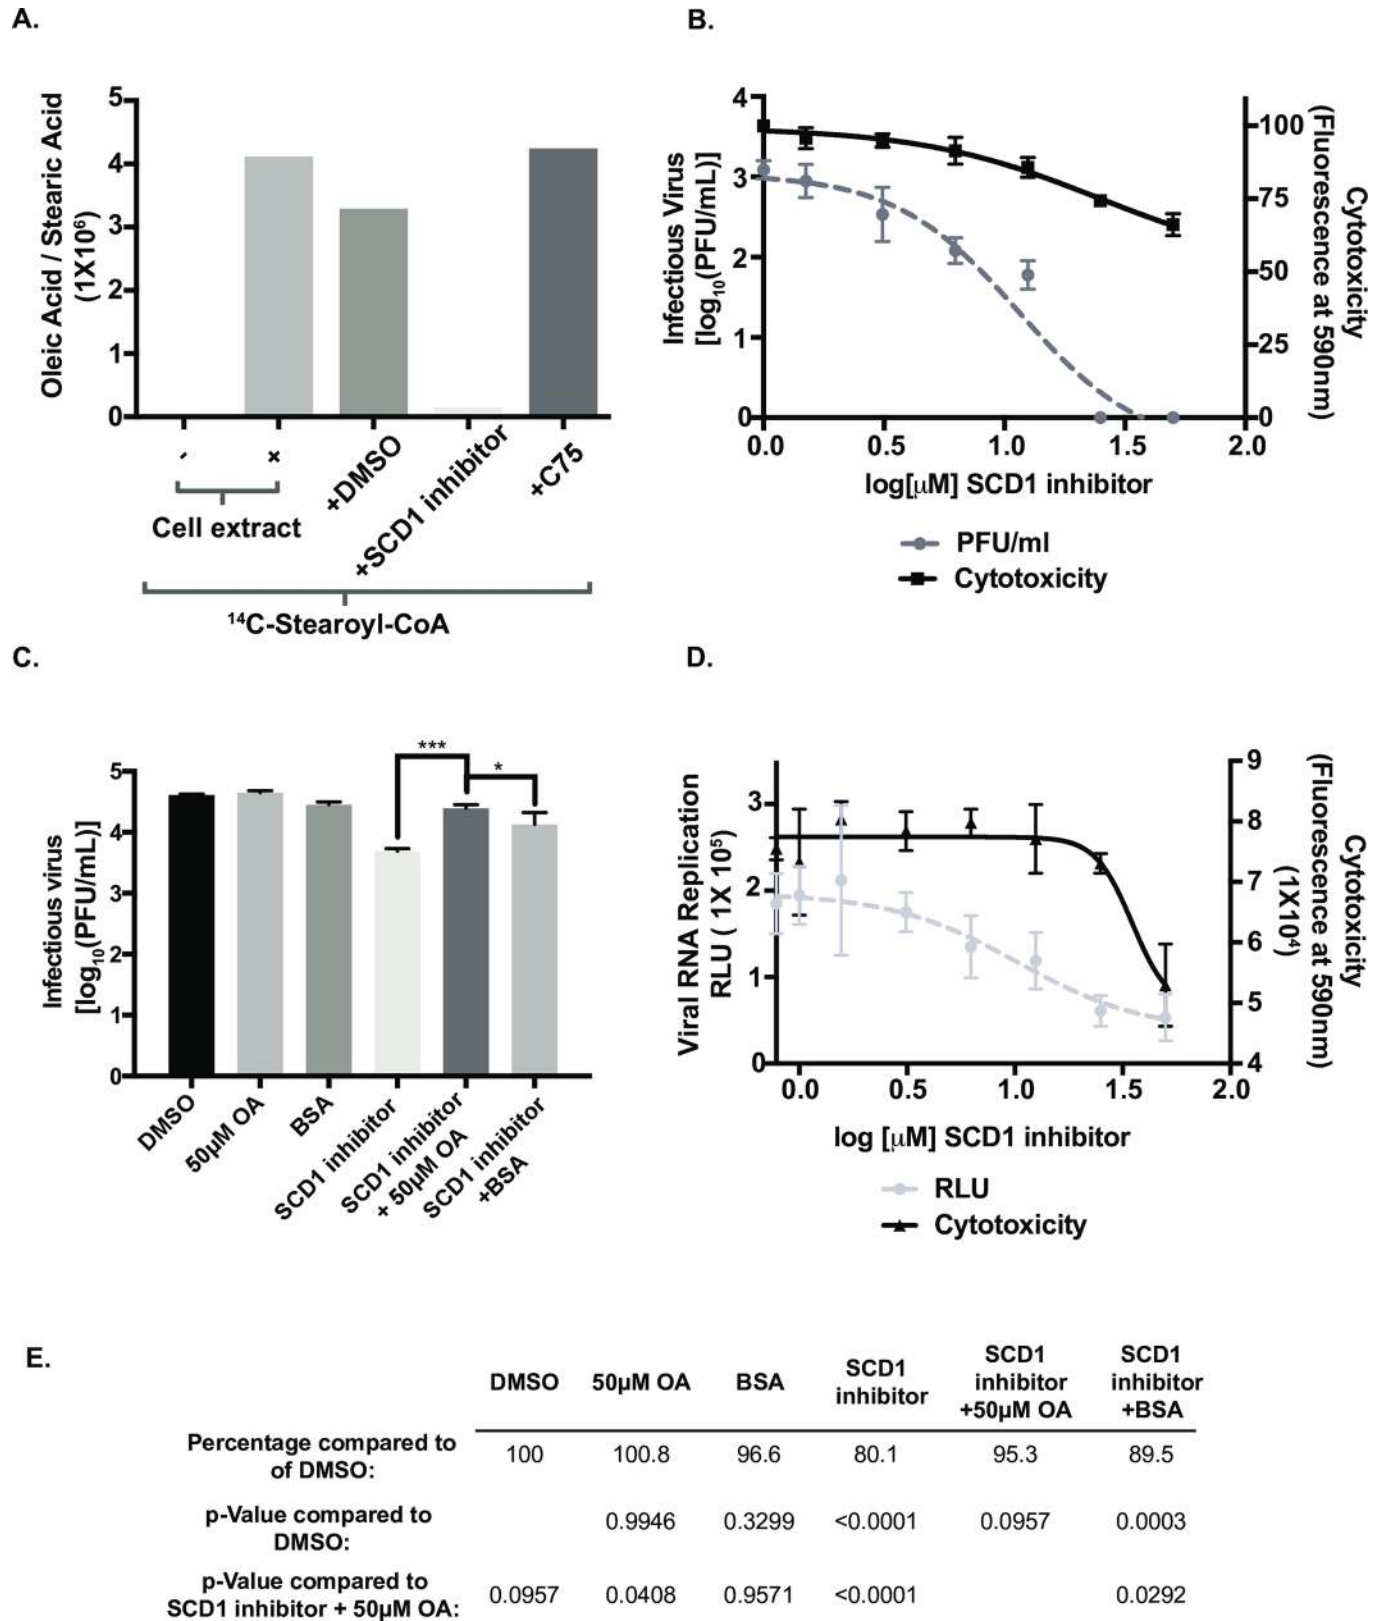 A.
Oleic Acid / Stearic Acid
(1X10⁶)
5
4
3
2
1
0
-
+
+DMSO
+SCD1 inhibitor
+C75
Cell extract
¹⁴C-Stearoyl-CoA
B.
Infectious Virus
[log₁₀(PFU/mL)]
4
3
2
1
0
100
75
50
25
0
Cytotoxicity
(Fluorescence at 590nm)
0.0
0.5
1.0
1.5
2.0
log[µM] SCD1 inhibitor
PFU/ml
Cytotoxicity
C.
Infectious virus
[log₁₀(PFU/mL)]
5
4
3
2
1
0
***
*
DMSO
50µM OA
BSA
SCD1 inhibitor
SCD1 inhibitor
+ 50µM OA
SCD1 inhibitor
+BSA
D.
Viral RNA Replication
RLU ( 1X 10⁵)
3
2
1
0
9
8
7
6
5
4
Cytotoxicity
(Fluorescence at 590nm)
(1X10⁴)
0.0
0.5
1.0
1.5
2.0
log [µM] SCD1 inhibitor
RLU
Cytotoxicity
E.
DMSO
50µM OA
BSA
SCD1
inhibitor
SCD1
inhibitor
+50µM OA
SCD1
inhibitor
+BSA
Percentage compared to
of DMSO:
100 100.8 96.6 80.1 95.3 89.5
p-Value compared to
DMSO:
0.9946 0.3299 <0.0001 0.0957 0.0003
p-Value compared to
SCD1 inhibitor + 50µM OA:
0.0957 0.0408 0.9571 <0.0001 0.0292